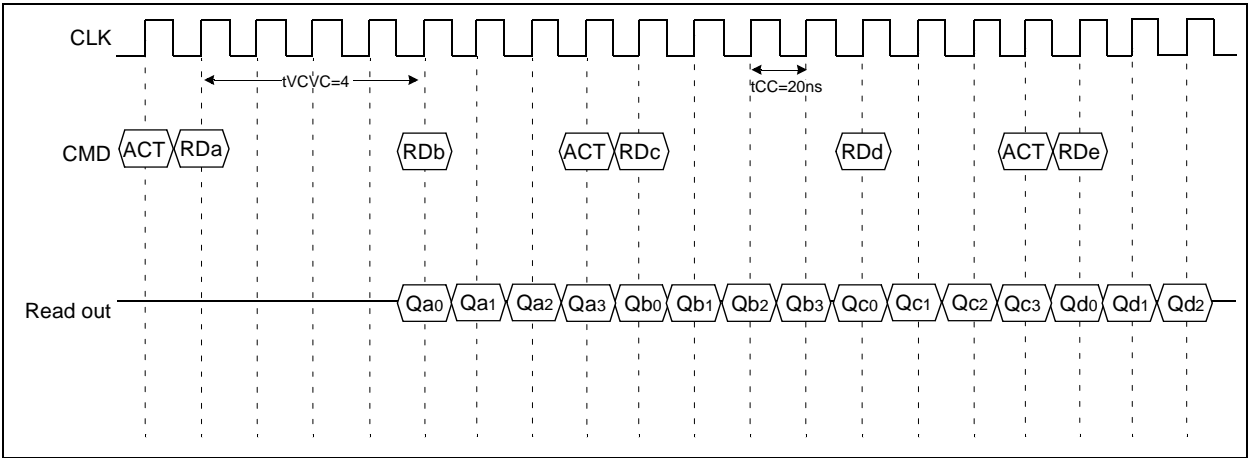 CLK
tVCVC=4
tCC=20ns
CMD ACT RDa RDb ACT RDc RDd ACT RDe
Read out Qa0 Qa1 Qa2 Qa3 Qb0 Qb1 Qb2 Qb3 Qc0 Qc1 Qc2 Qc3 Qd0 Qd1 Qd2